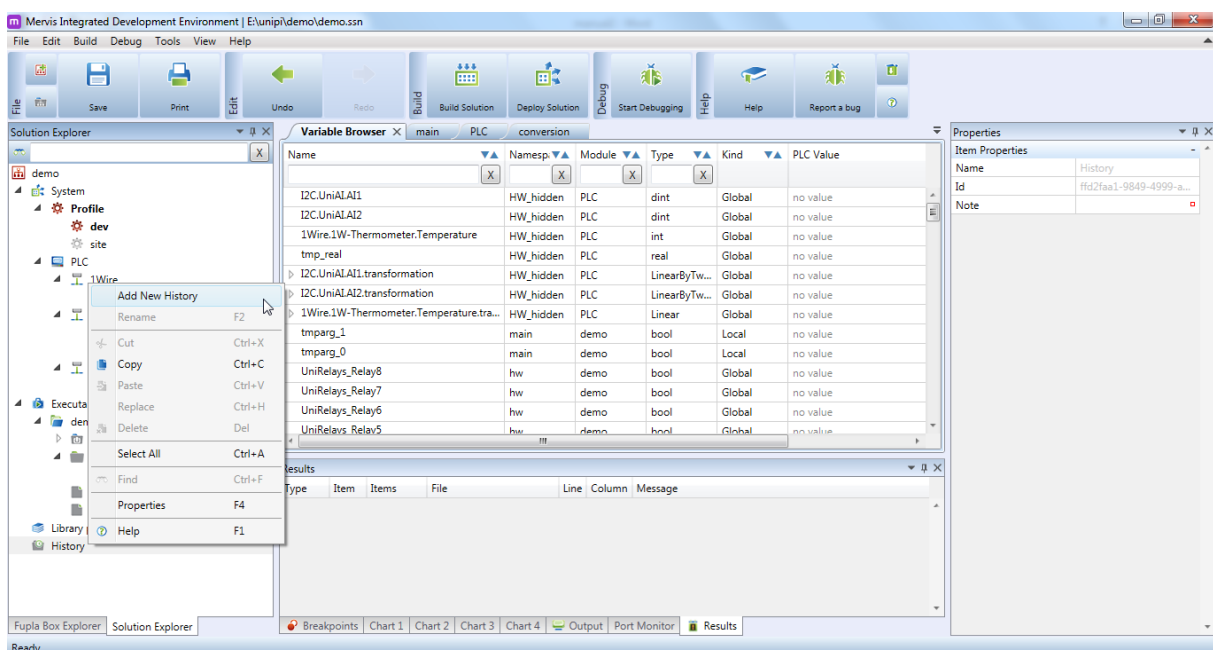 Mervis Integrated Development Environment | E:\unipi\demo\demo.ssn
File Edit Build Debug Tools View Help
File Save Print Edit Undo Redo Build Build Solution Deploy Solution Debug Start Debugging Help Help Report a bug
Solution Explorer
X
demo
System
Profile
dev
site
PLC
1Wire
Executa
Library
History
Add New History
Rename F2
Cut Ctrl+X
Copy Ctrl+C
Paste Ctrl+V
Replace Ctrl+H
Delete Del
Select All Ctrl+A
Find Ctrl+F
Properties F4
Help F1
Fupla Box Explorer Solution Explorer
Variable Browser X main PLC conversion
Name Namesp: Module Type Kind PLC Value
X X X X
I2C.UniAI.AI1 HW_hidden PLC dint Global no value
I2C.UniAI.AI2 HW_hidden PLC dint Global no value
1Wire.1W-Thermometer.Temperature HW_hidden PLC int Global no value
tmp_real HW_hidden PLC real Global no value
I2C.UniAI.AI1.transformation HW_hidden PLC LinearByTw... Global no value
I2C.UniAI.AI2.transformation HW_hidden PLC LinearByTw... Global no value
1Wire.1W-Thermometer.Temperature.tra... HW_hidden PLC Linear Global no value
tmparg_1 main demo bool Local no value
tmparg_0 main demo bool Local no value
UniRelays_Relay8 hw demo bool Global no value
UniRelays_Relay7 hw demo bool Global no value
UniRelays_Relay6 hw demo bool Global no value
UniRelays_Relay5 hw demo bool Global no value
Results
Type Item Items File Line Column Message
Breakpoints Chart 1 Chart 2 Chart 3 Chart 4 Output Port Monitor Results
Properties
Item Properties
Name History
Id ffd2faa1-9849-4999-a...
Note
Ready